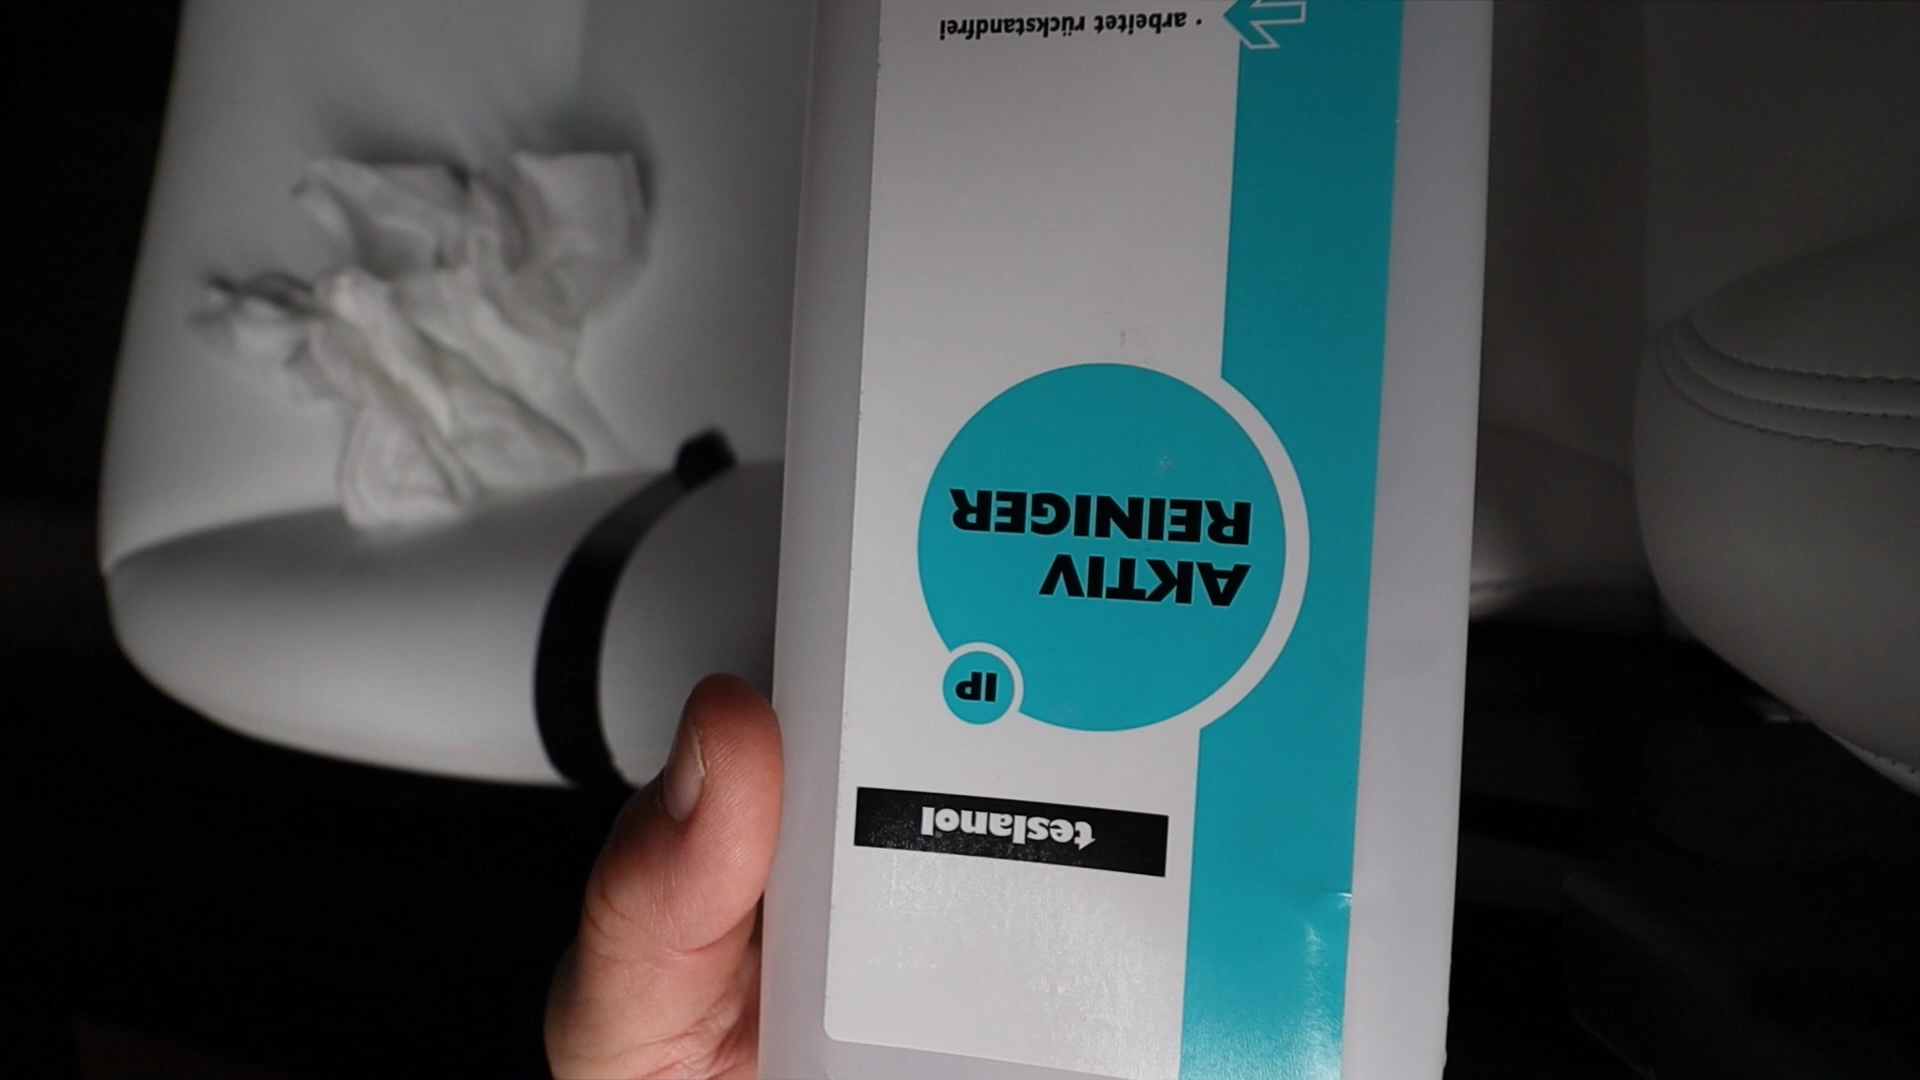 teslanol
IP
AKTIV
REINIGER
• arbeitet rückstandfrei